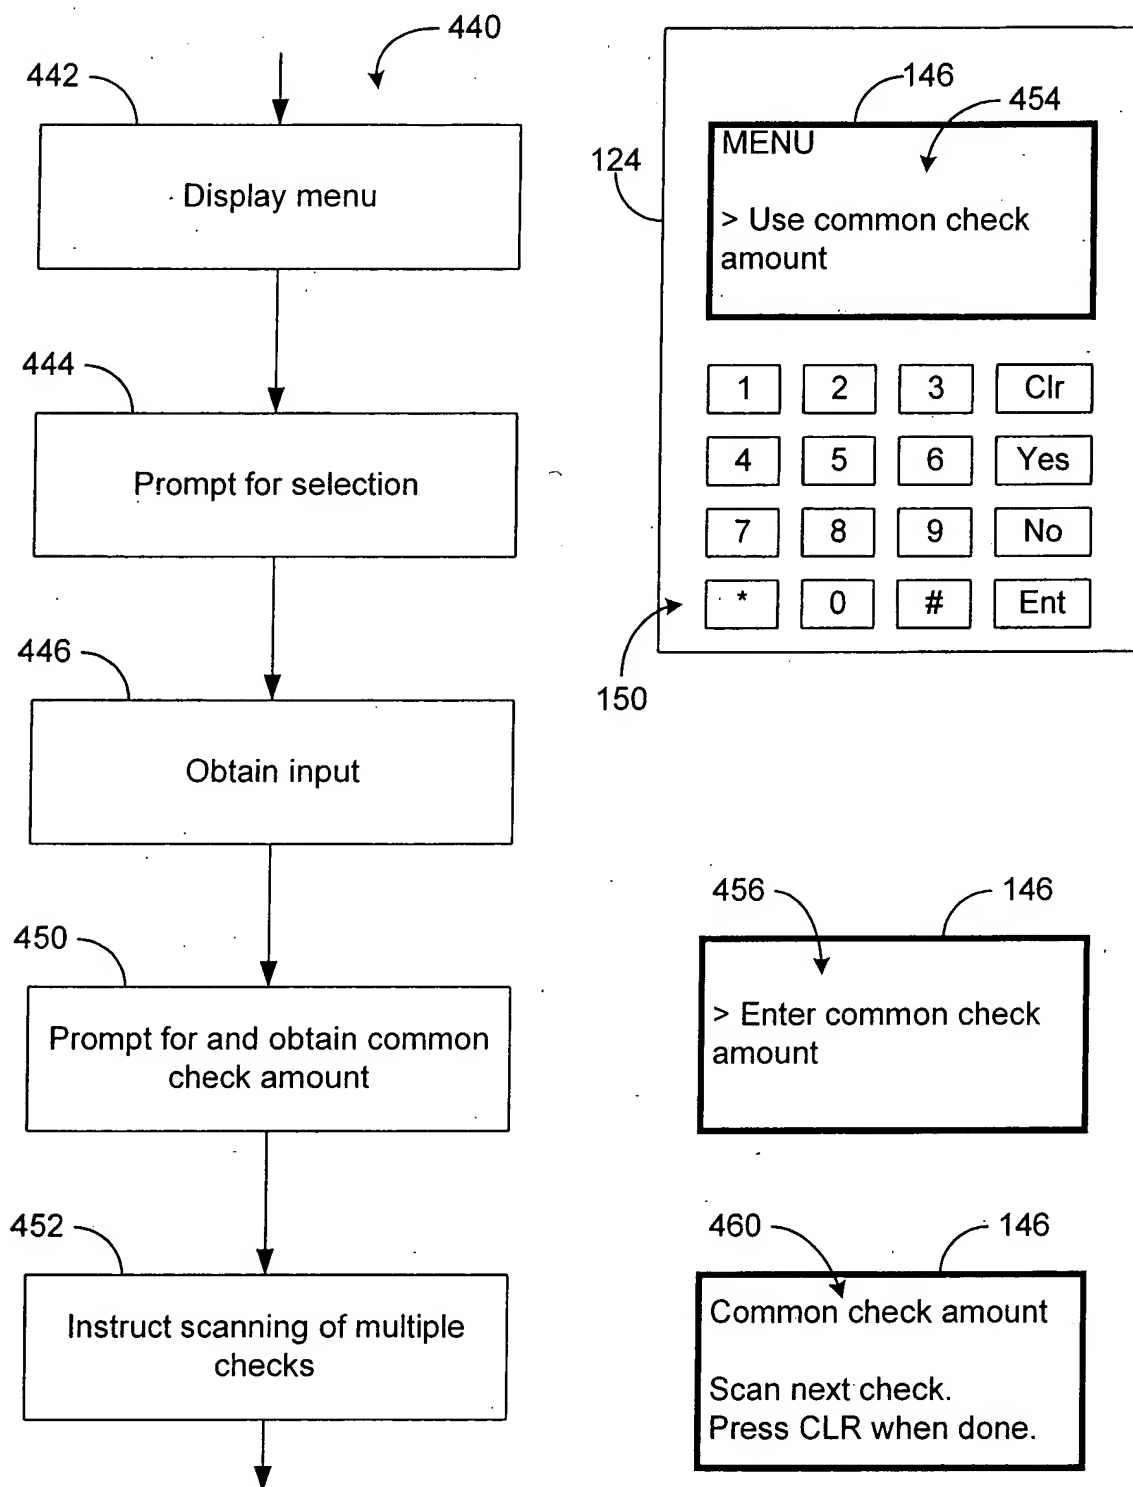 440
442
Display menu
444
Prompt for selection
446
Obtain input
450
Prompt for and obtain common
check amount
452
Instruct scanning of multiple
checks
146
454
124
MENU
> Use common check
amount
1 2 3 Clr
4 5 6 Yes
7 8 9 No
* 0 # Ent
150
456
146
> Enter common check
amount
460
146
Common check amount
Scan next check.
Press CLR when done.